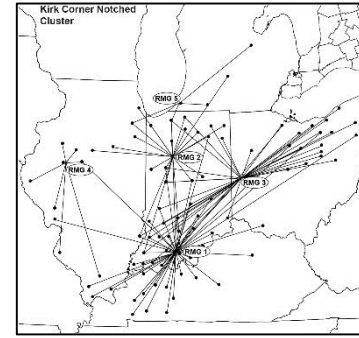 Kirk Corner Notched
Cluster
RMG 5
RMG 2
RMG 4
RMG 3
RMG 1